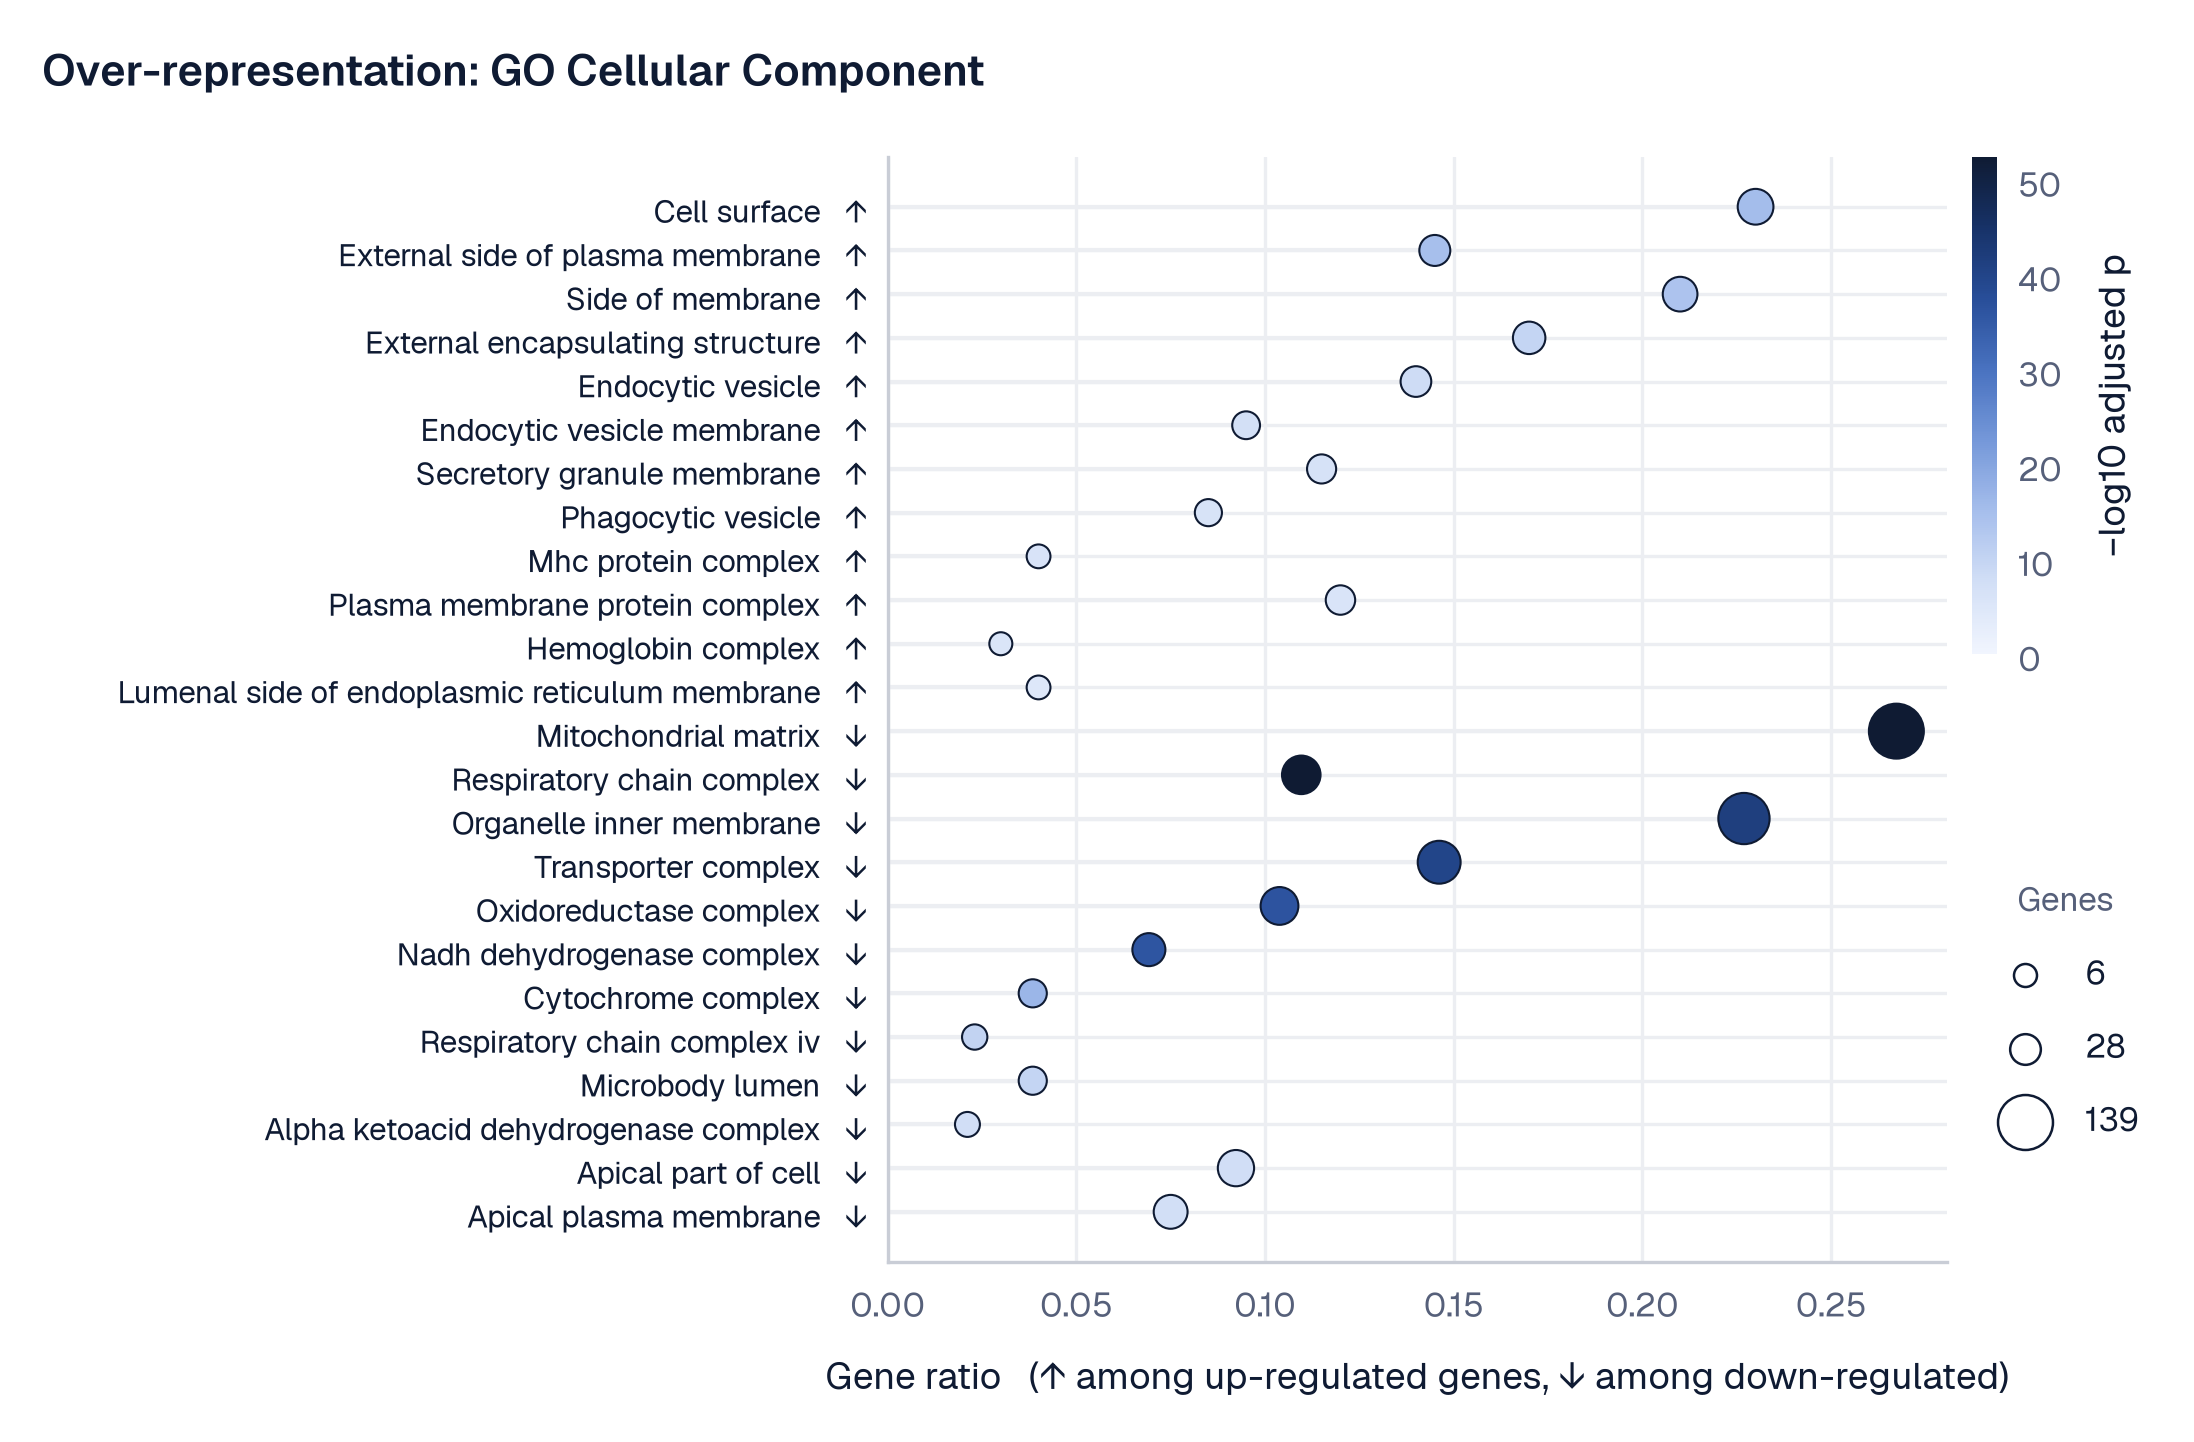 Over-representation: GO Cellular Component
Cell surface ↑
External side of plasma membrane ↑
Side of membrane ↑
External encapsulating structure ↑
Endocytic vesicle ↑
Endocytic vesicle membrane ↑
Secretory granule membrane ↑
Phagocytic vesicle ↑
Mhc protein complex ↑
Plasma membrane protein complex ↑
Hemoglobin complex ↑
Lumenal side of endoplasmic reticulum membrane ↑
Mitochondrial matrix ↓
Respiratory chain complex ↓
Organelle inner membrane ↓
Transporter complex ↓
Oxidoreductase complex ↓
Nadh dehydrogenase complex ↓
Cytochrome complex ↓
Respiratory chain complex iv ↓
Microbody lumen ↓
Alpha ketoacid dehydrogenase complex ↓
Apical part of cell ↓
Apical plasma membrane ↓
0.00 0.05 0.10 0.15 0.20 0.25
Gene ratio (↑ among up-regulated genes, ↓ among down-regulated)
50
40
30
20
10
0
−log10 adjusted p
Genes
6
28
139